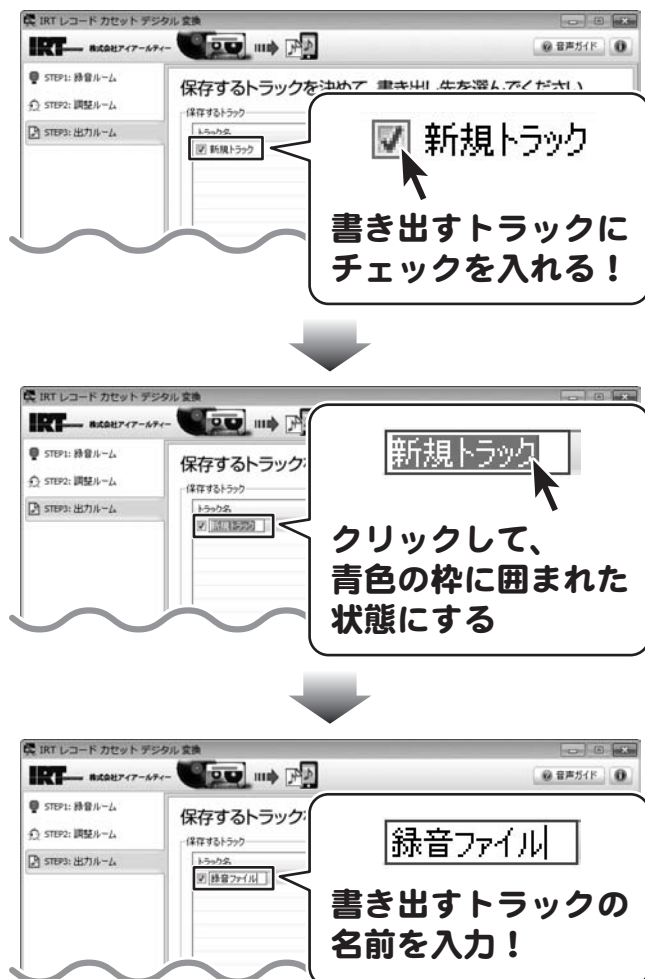 IRT レコード カセット デジタル 変換
IRT 株式会社アイアールティー
音声ガイド
STEP1: 録音ルーム
STEP2: 調整ルーム
STEP3: 出力ルーム
保存するトラックを決めて、書き出し先を選んでください
保存するトラック
トラック名
新規トラック
新規トラック
書き出すトラックに
チェックを入れる！
IRT レコード カセット デジタル 変換
IRT 株式会社アイアールティー
STEP1: 録音ルーム
STEP2: 調整ルーム
STEP3: 出力ルーム
保存するトラック
保存するトラック
トラック名
新規トラック
新規トラック
クリックして、
青色の枠に囲まれた
状態にする
IRT レコード カセット デジタル 変換
IRT 株式会社アイアールティー
音声ガイド
STEP1: 録音ルーム
STEP2: 調整ルーム
STEP3: 出力ルーム
保存するトラック
保存するトラック
トラック名
録音ファイル
録音ファイル
書き出すトラックの
名前を入力！